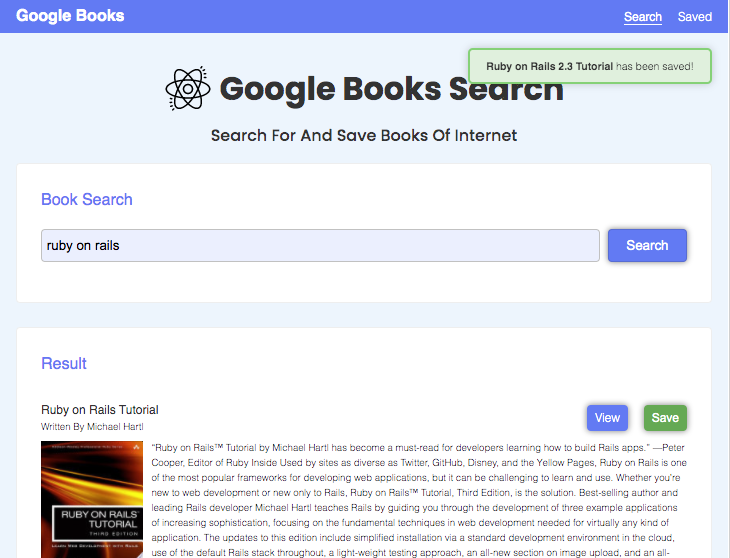 Google Books
Search Saved
Ruby on Rails 2.3 Tutorial has been saved!
Google Books Search
Search For And Save Books Of Internet
Book Search
ruby on rails
Search
Result
Ruby on Rails Tutorial
View
Save
Written By Michael Hartl
"Ruby on Rails™ Tutorial by Michael Hartl has become a must-read for developers learning how to build Rails apps." —Peter
Cooper, Editor of Ruby Inside Used by sites as diverse as Twitter, GitHub, Disney, and the Yellow Pages, Ruby on Rails is one
of the most popular frameworks for developing web applications, but it can be challenging to learn and use. Whether you're
new to web development or new only to Rails, Ruby on Rails™ Tutorial, Third Edition, is the solution. Best-selling author and
leading Rails developer Michael Hartl teaches Rails by guiding you through the development of three example applications
of increasing sophistication, focusing on the fundamental techniques in web development needed for virtually any kind of
application. The updates to this edition include simplified installation via a standard development environment in the cloud,
use of the default Rails stack throughout, a light-weight testing approach, an all-new section on image upload, and an all-
RUBY ON RAILS™
TUTORIAL
THIRD EDITION
LEARN WEB DEVELOPMENT WITH RAILS